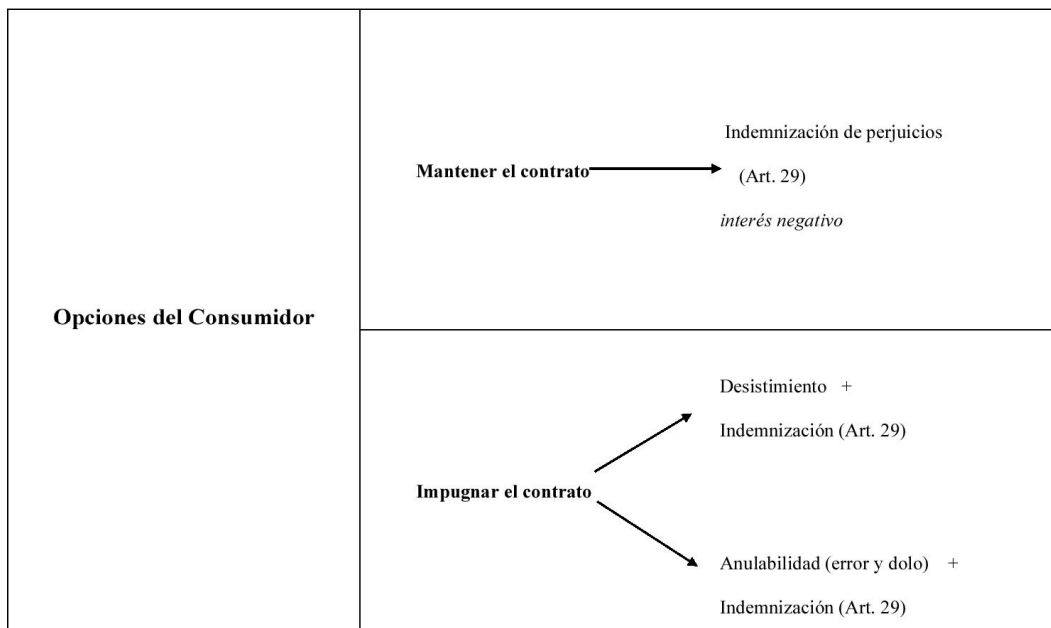 Opciones del Consumidor
Mantener el contrato
Indemnización de perjuicios
(Art. 29)
interés negativo
Impugnar el contrato
Desistimiento +
Indemnización (Art. 29)
Anulabilidad (error y dolo) +
Indemnización (Art. 29)